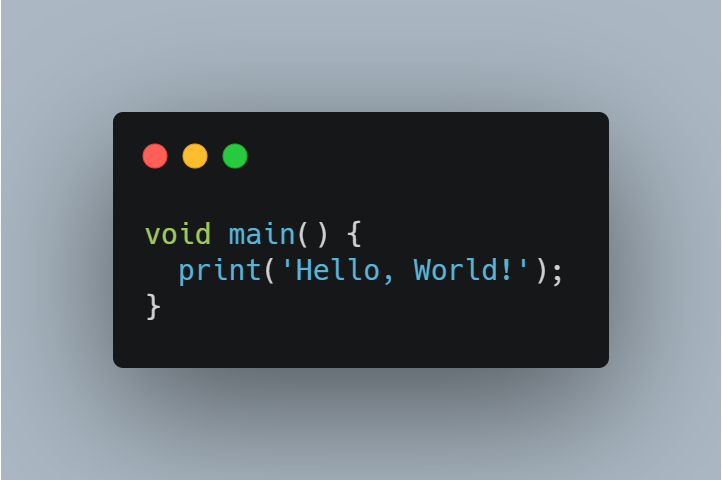 void main() {
  print('Hello, World!');
}